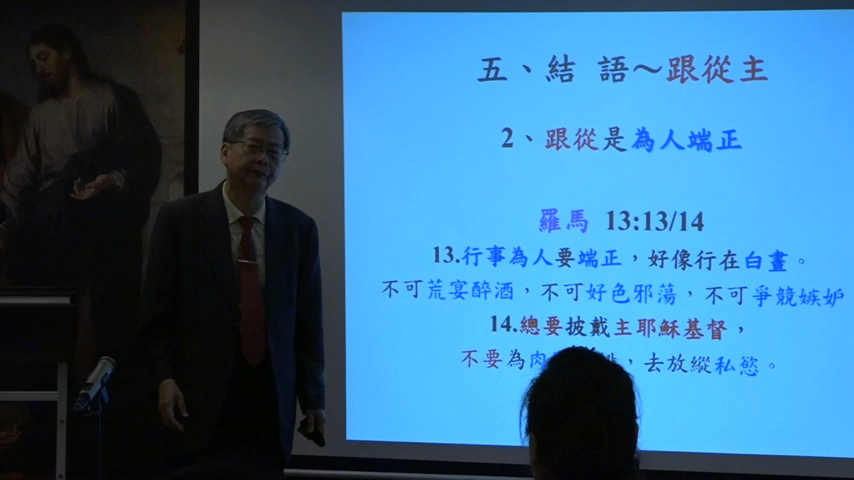 五、結 語～跟從主
2、跟從是為人端正
羅馬 13:13/14
13.行事為人要端正，好像行在白晝。
不可荒宴醉酒，不可好色邪蕩，不可爭競嫉妒
14.總要披戴主耶穌基督，
不要為肉，去放縱私慾。